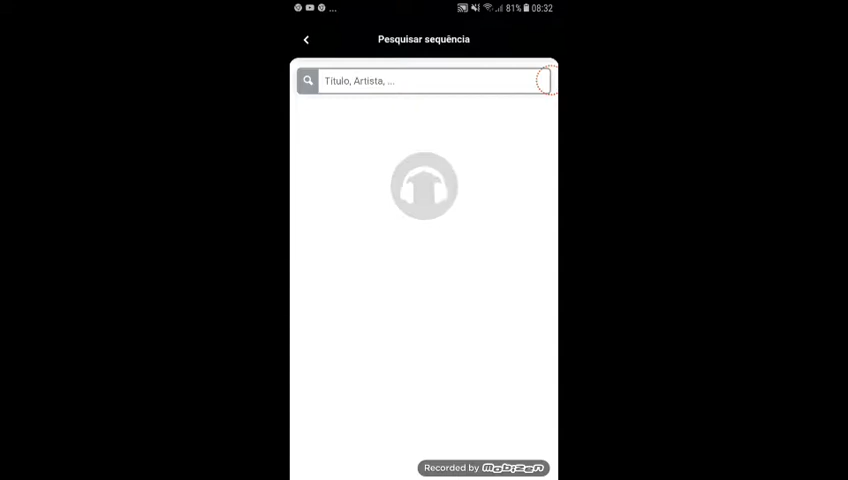 ... 81% 08:32
Pesquisar sequência
Título, Artista, ...
Recorded by mobizen